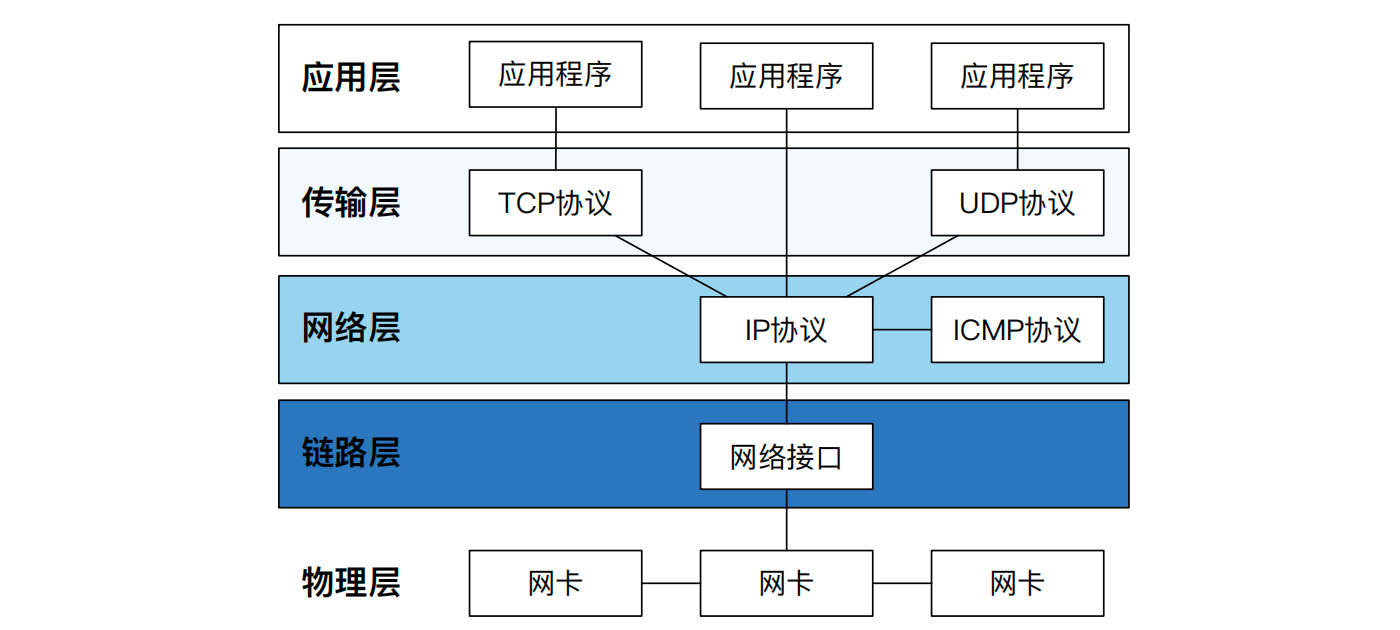 应用层
应用程序
应用程序
应用程序
传输层
TCP协议
UDP协议
网络层
IP协议
ICMP协议
链路层
网络接口
物理层
网卡
网卡
网卡